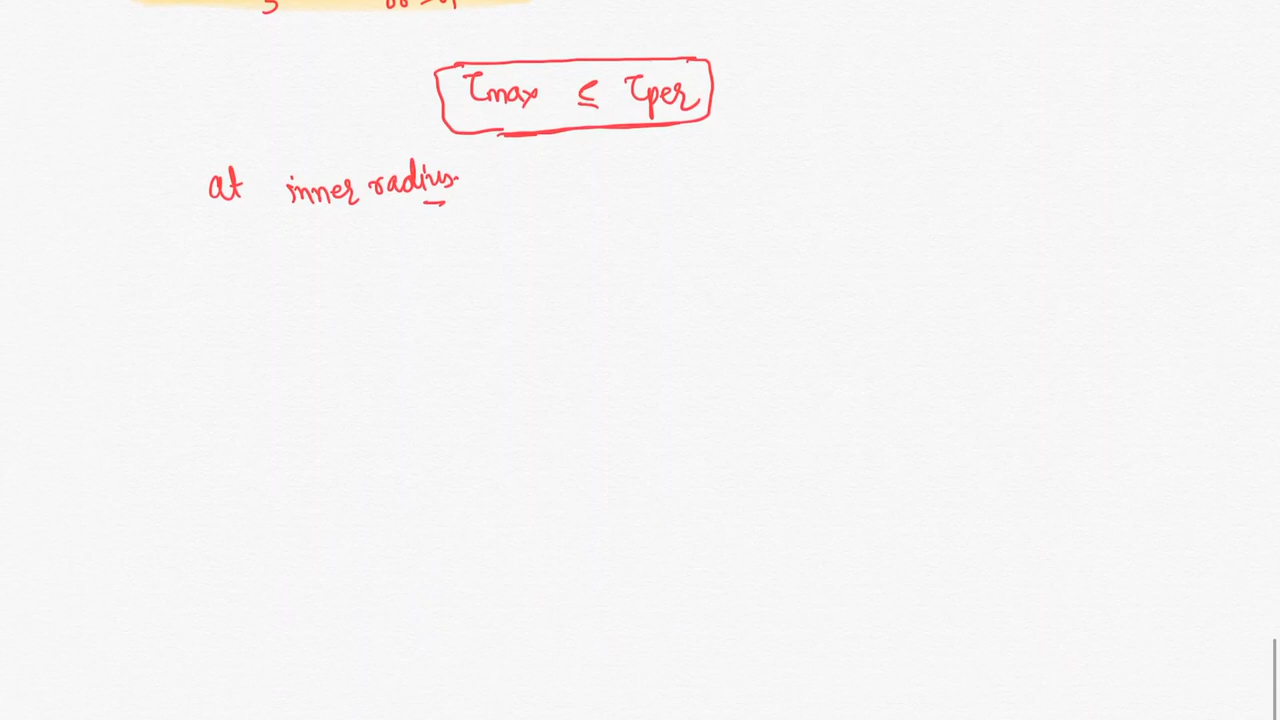 τmax ≤ τper
at inner radius.